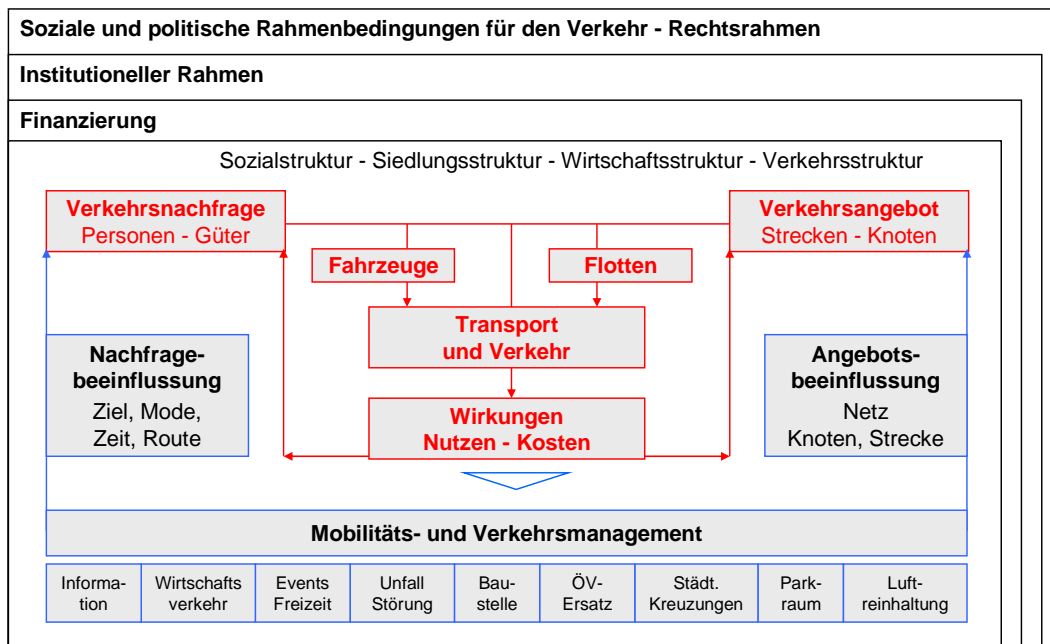 Soziale und politische Rahmenbedingungen für den Verkehr - Rechtsrahmen
Institutioneller Rahmen
Finanzierung
Sozialstruktur - Siedlungsstruktur - Wirtschaftsstruktur - Verkehrsstruktur
Verkehrsnachfrage
Personen - Güter
Verkehrsangebot
Strecken - Knoten
Fahrzeuge
Flotten
Transport
und Verkehr
Nachfrage-
beeinflussung
Ziel, Mode,
Zeit, Route
Angebots-
beeinflussung
Netz
Knoten, Strecke
Wirkungen
Nutzen - Kosten
Mobilitäts- und Verkehrsmanagement
Informa-
tion
Wirtschafts
verkehr
Events
Freizeit
Unfall
Störung
Bau-
stelle
ÖV-
Ersatz
Städt.
Kreuzungen
Park-
raum
Luft-
reinhaltung